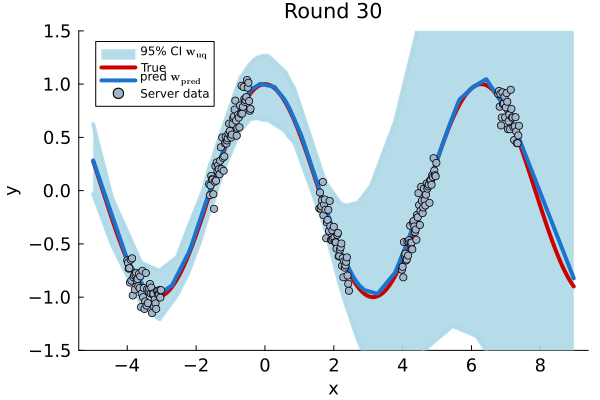 Round 30
1.5
1.0
0.5
0.0
−0.5
−1.0
−1.5
y
95% CI w_uq
True
pred w_pred
Server data
−4 −2 0 2 4 6 8
x